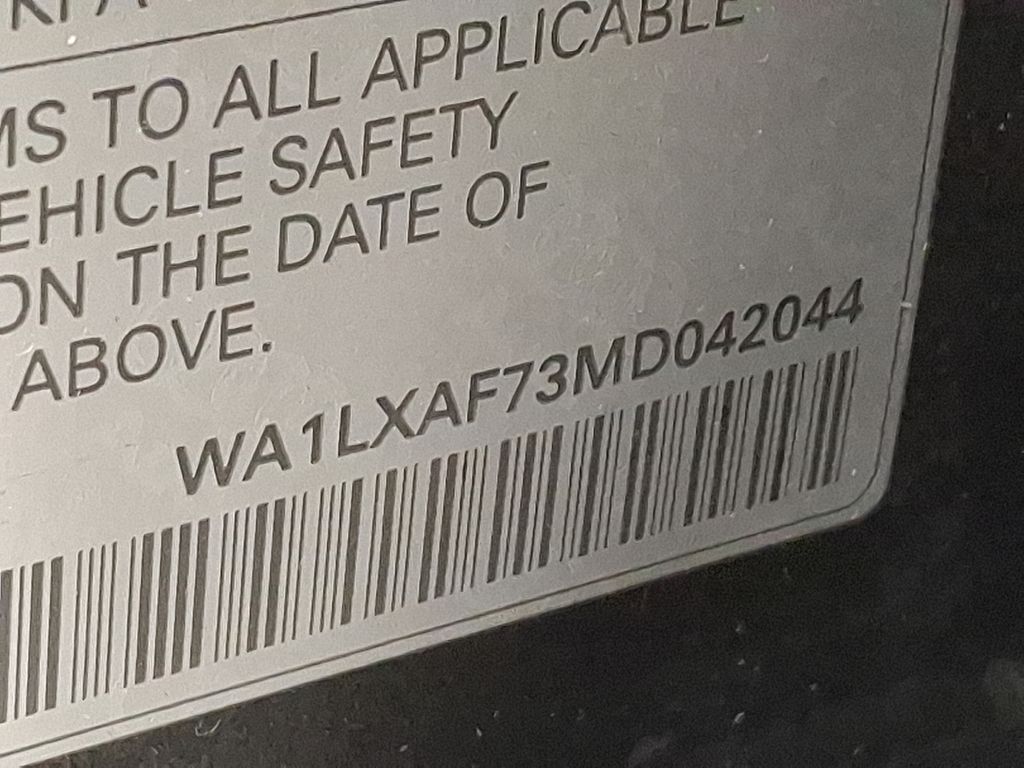 MS TO ALL APPLICABLE
EHICLE SAFETY
ON THE DATE OF
ABOVE.
WA1LXAF73MD042044